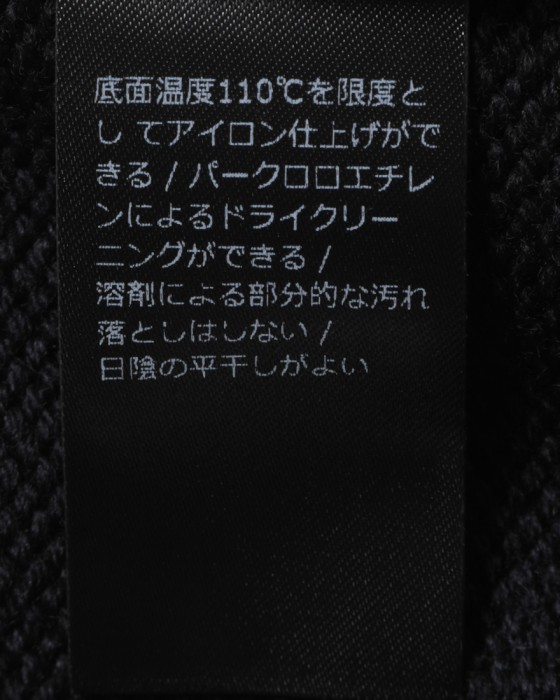 底面温度110℃を限度と
し てアイロン仕上げがで
きる / パークロロエチレ
ンによるドライクリー
ニングができる /
溶剤による部分的な汚れ
落としはしない /
日陰の平干しがよい